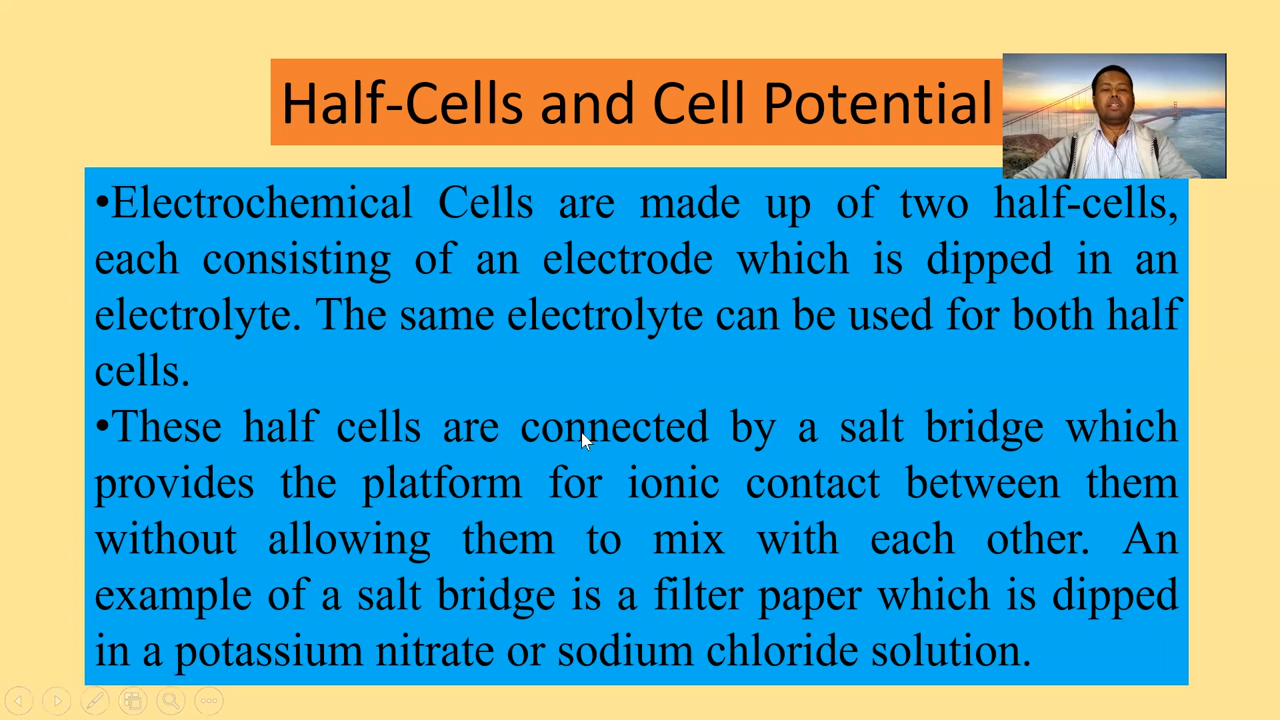 Half-Cells and Cell Potential
•Electrochemical Cells are made up of two half-cells,
each consisting of an electrode which is dipped in an
electrolyte. The same electrolyte can be used for both half
cells.
•These half cells are connected by a salt bridge which
provides the platform for ionic contact between them
without allowing them to mix with each other. An
example of a salt bridge is a filter paper which is dipped
in a potassium nitrate or sodium chloride solution.